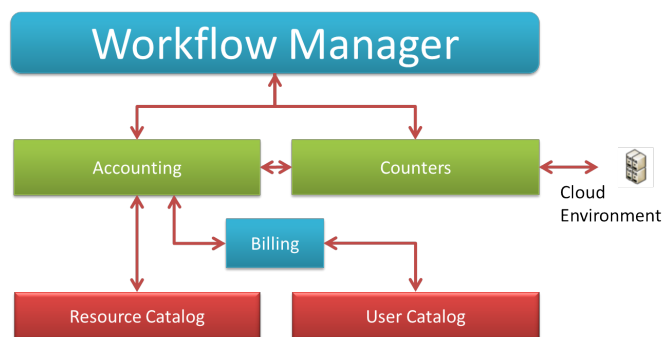 Workflow Manager
Accounting
Counters
Cloud
Environment
Billing
Resource Catalog
User Catalog